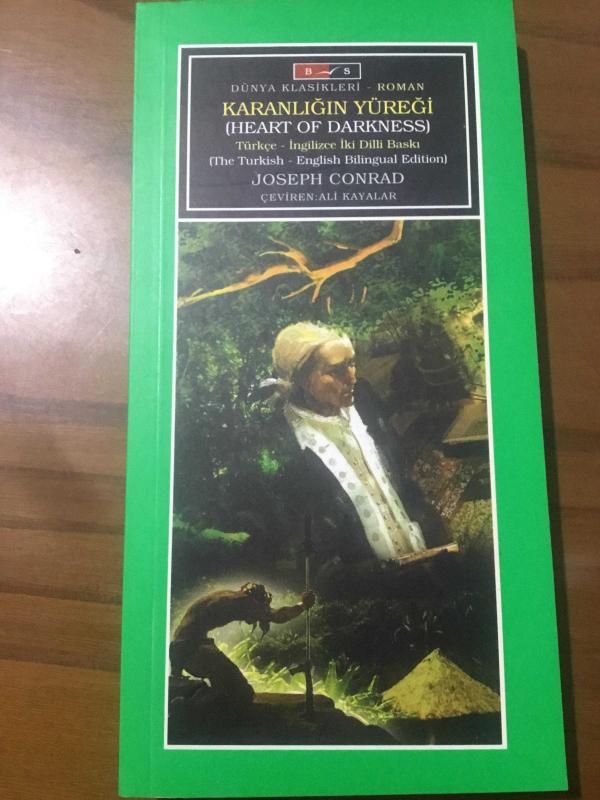 B S
DÜNYA KLASİKLERİ - ROMAN
KARANLIĞIN YÜREĞİ
(HEART OF DARKNESS)
Türkçe - İngilizce İki Dilli Baskı
(The Turkish - English Bilingual Edition)
JOSEPH CONRAD
ÇEVİREN:ALİ KAYALAR